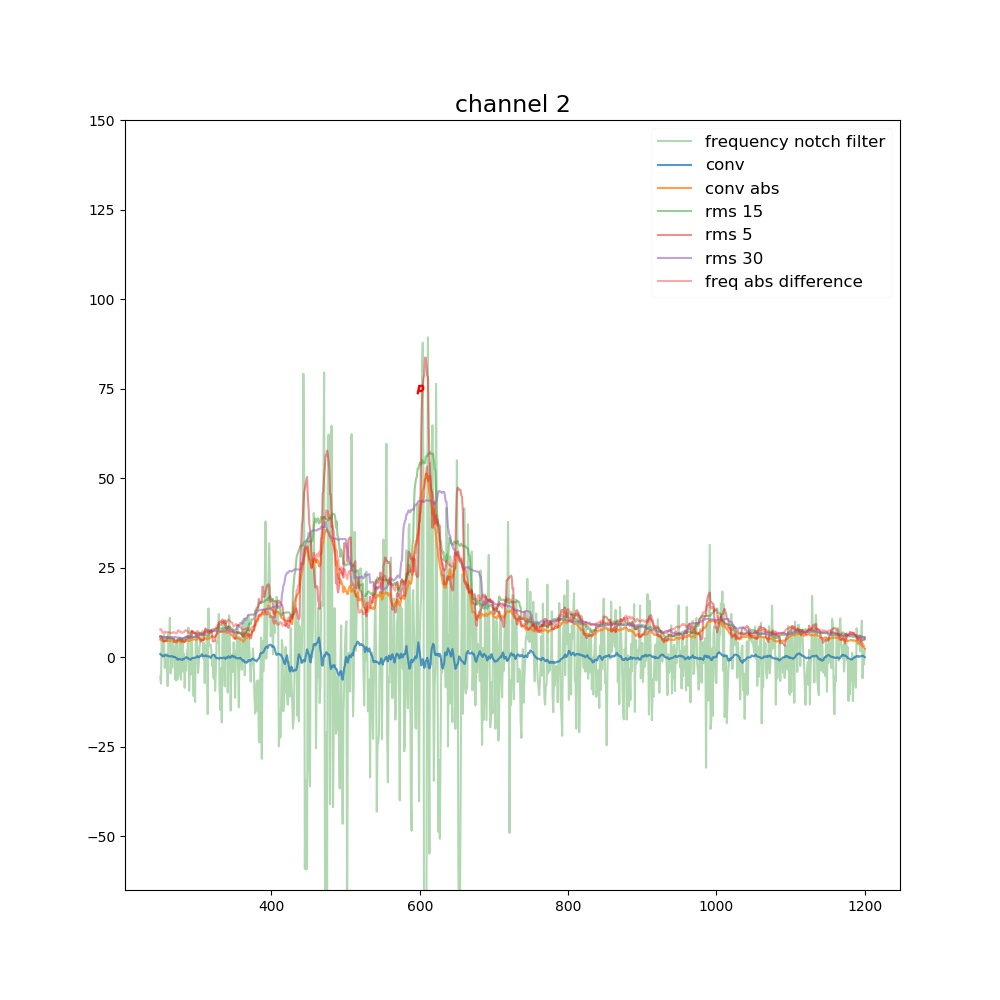 channel 2
150
125
100
75
50
25
0
−25
−50
frequency notch filter
conv
conv abs
rms 15
rms 5
rms 30
freq abs difference
P
400
600
800
1000
1200